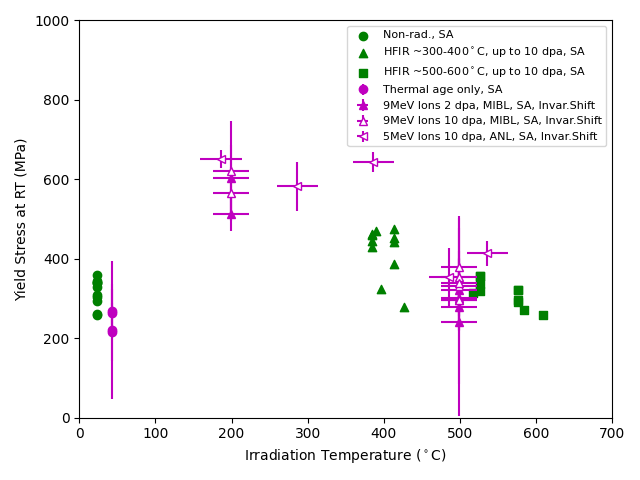 1000
800
600
400
200
0
Yield Stress at RT (MPa)
Non-rad., SA
HFIR ~300-400°C, up to 10 dpa, SA
HFIR ~500-600°C, up to 10 dpa, SA
Thermal age only, SA
9MeV Ions 2 dpa, MIBL, SA, Invar.Shift
9MeV Ions 10 dpa, MIBL, SA, Invar.Shift
5MeV Ions 10 dpa, ANL, SA, Invar.Shift
0 100 200 300 400 500 600 700
Irradiation Temperature (°C)